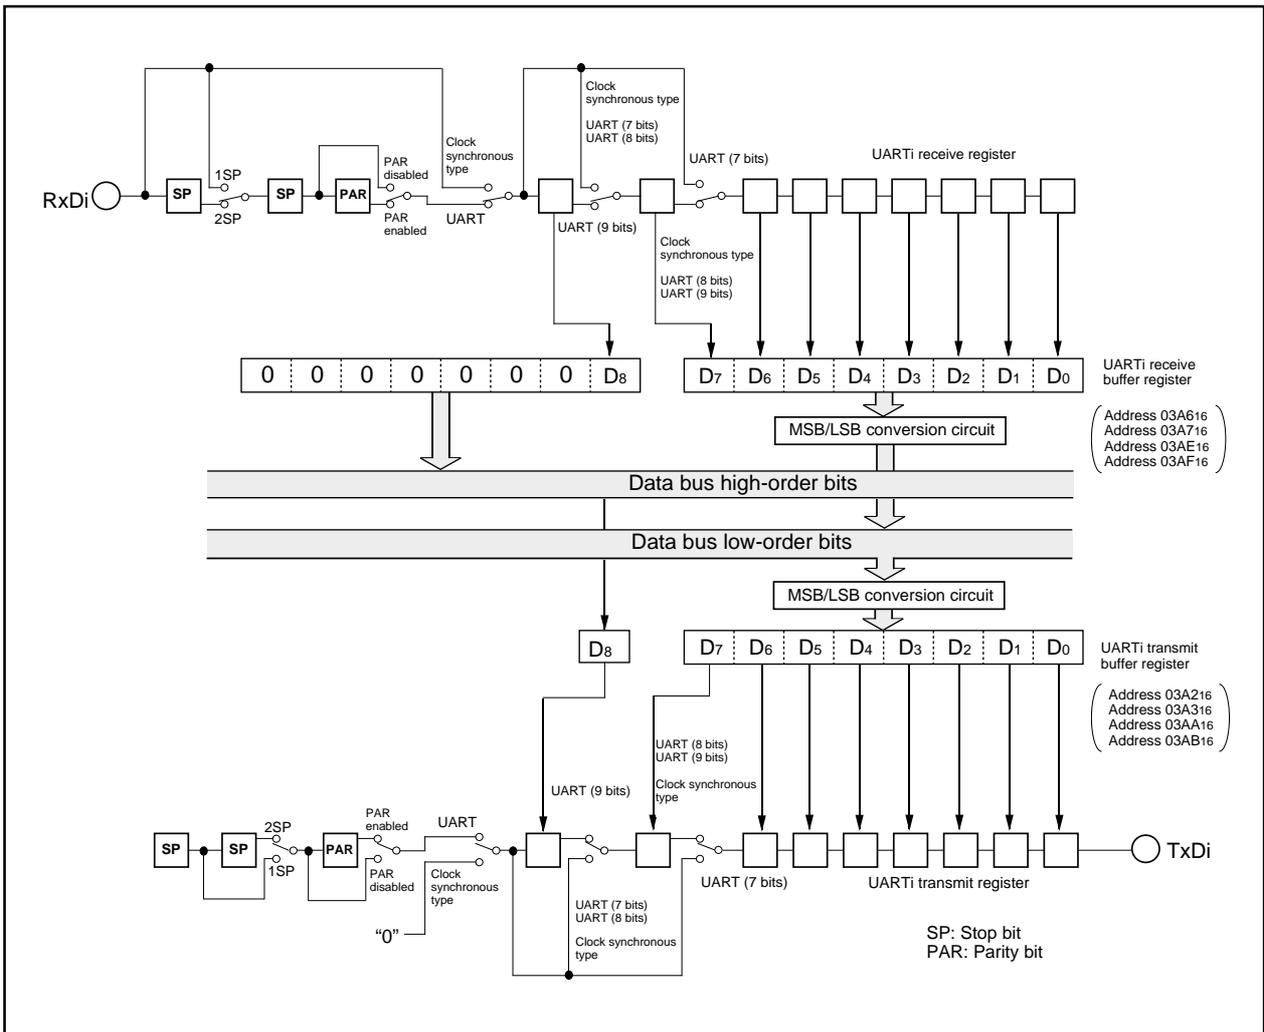 Clock
synchronous type
UART (7 bits)
UART (8 bits)
Clock
synchronous
type
PAR
disabled
UART (7 bits)
UARTi receive register
RxDi
SP
1SP
2SP
SP
PAR
PAR
enabled
UART
UART (9 bits)
Clock
synchronous type
UART (8 bits)
UART (9 bits)
0 0 0 0 0 0 0 D8
D7 D6 D5 D4 D3 D2 D1 D0
UARTi receive
buffer register
MSB/LSB conversion circuit
Address 03A616
Address 03A716
Address 03AE16
Address 03AF16
Data bus high-order bits
Data bus low-order bits
MSB/LSB conversion circuit
D8
D7 D6 D5 D4 D3 D2 D1 D0
UARTi transmit
buffer register
Address 03A216
Address 03A316
Address 03AA16
Address 03AB16
UART (8 bits)
UART (9 bits)
Clock synchronous
type
UART (9 bits)
SP
SP
2SP
1SP
PAR
PAR
enabled
PAR
disabled
UART
Clock
synchronous
type
“0”
UART (7 bits)
UART (8 bits)
Clock synchronous
type
UART (7 bits)
UARTi transmit register
TxDi
SP: Stop bit
PAR: Parity bit